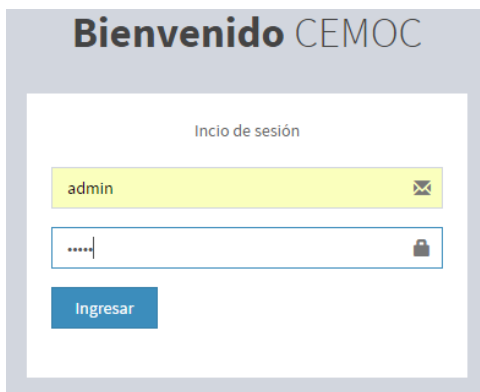 Bienvenido CEMOC
Incio de sesión
admin
•••••
Ingresar